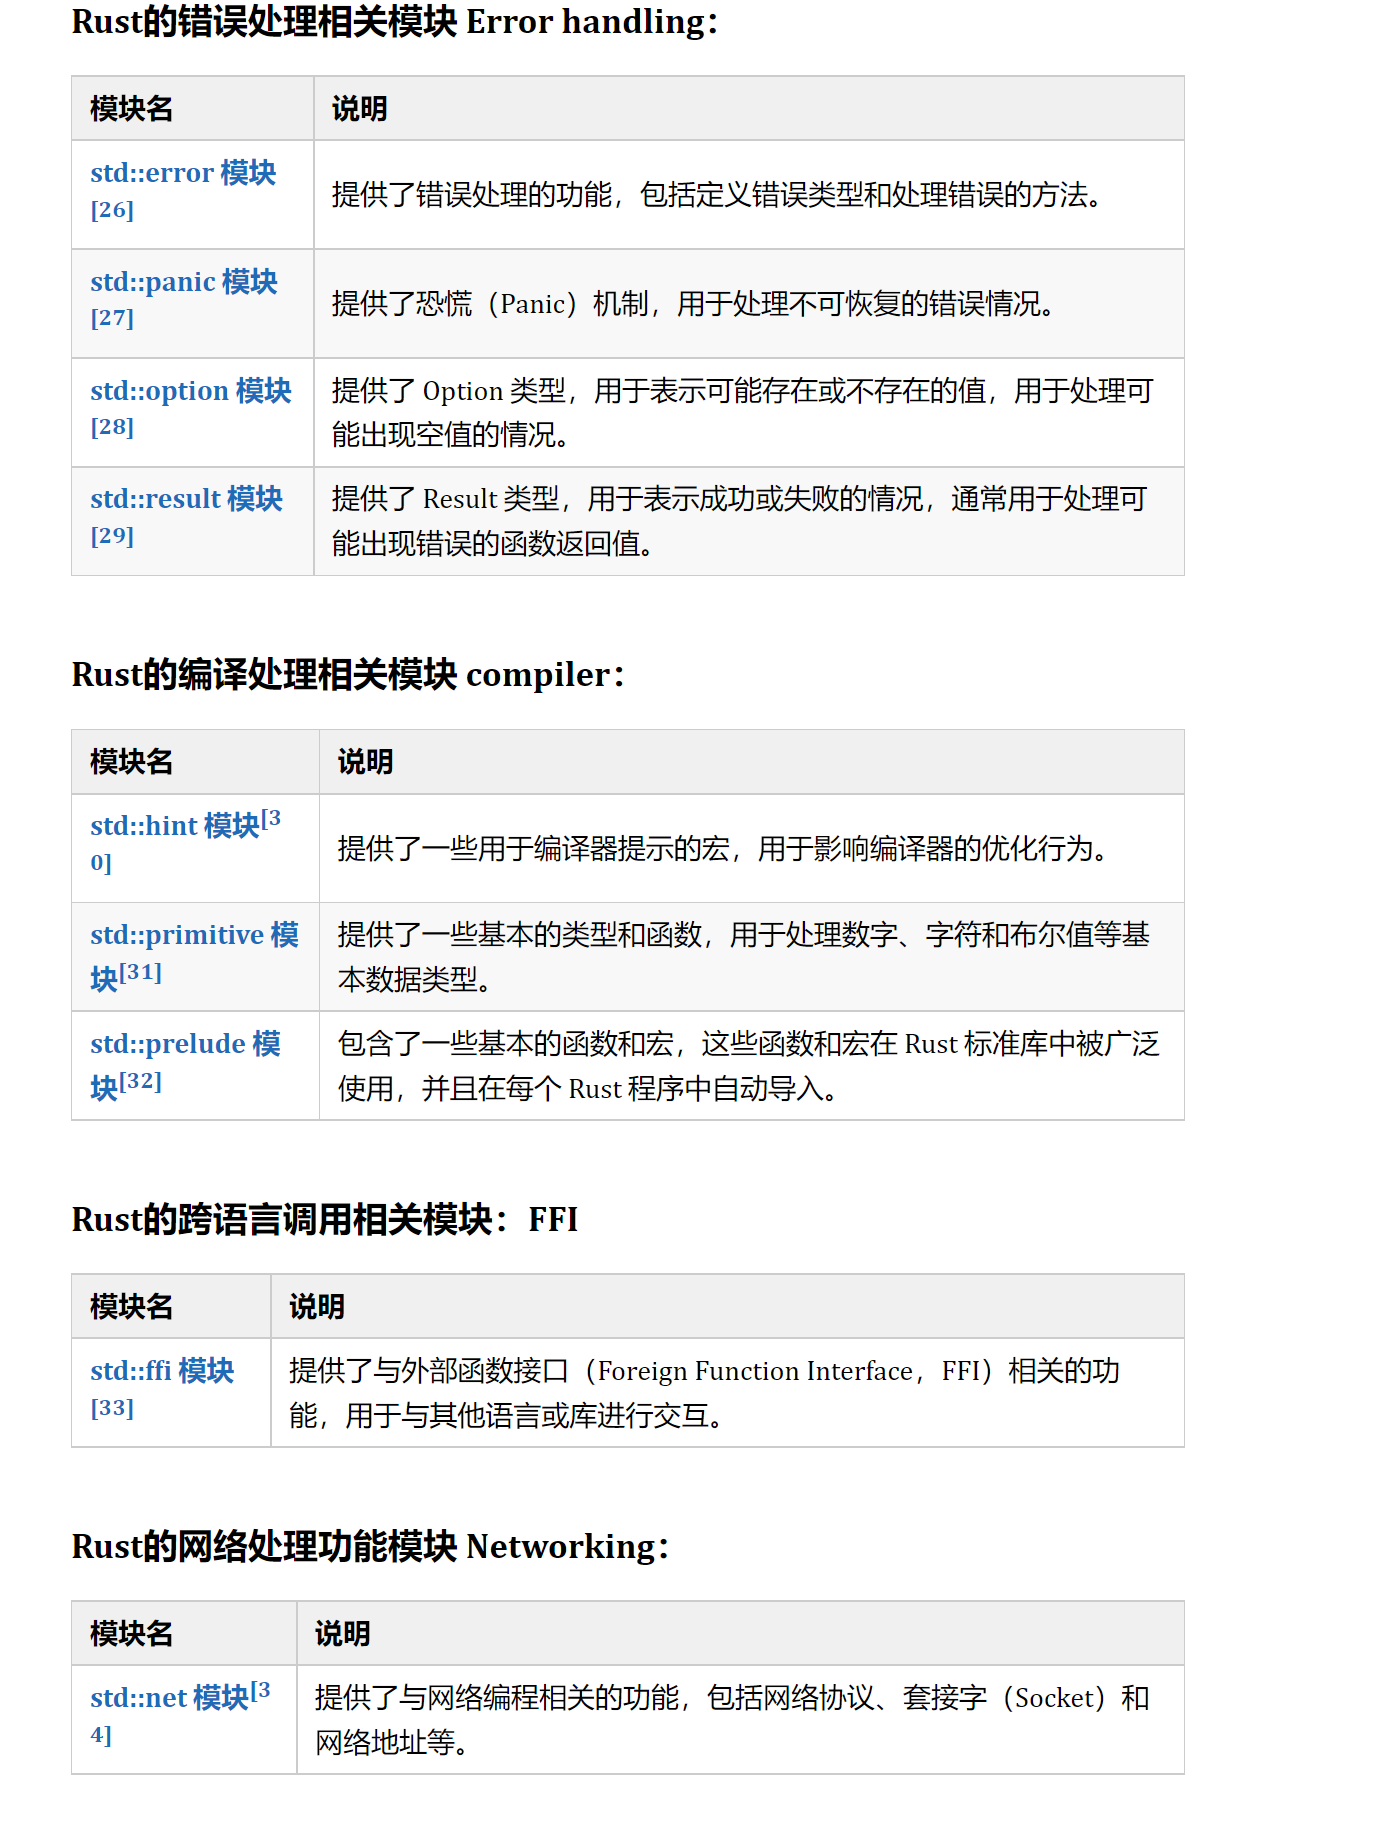 Rust的错误处理相关模块 Error handling：
模块名
说明
std::error 模块
[26]
提供了错误处理的功能，包括定义错误类型和处理错误的方法。
std::panic 模块
[27]
提供了恐慌（Panic）机制，用于处理不可恢复的错误情况。
std::option 模块
[28]
提供了 Option 类型，用于表示可能存在或不存在的值，用于处理可
能出现空值的情况。
std::result 模块
[29]
提供了 Result 类型，用于表示成功或失败的情况，通常用于处理可
能出现错误的函数返回值。
Rust的编译处理相关模块 compiler：
模块名
说明
std::hint 模块[3
0]
提供了一些用于编译器提示的宏，用于影响编译器的优化行为。
std::primitive 模
块[31]
提供了一些基本的类型和函数，用于处理数字、字符和布尔值等基
本数据类型。
std::prelude 模
块[32]
包含了一些基本的函数和宏，这些函数和宏在 Rust 标准库中被广泛
使用，并且在每个 Rust 程序中自动导入。
Rust的跨语言调用相关模块：FFI
模块名
说明
std::ffi 模块
[33]
提供了与外部函数接口（Foreign Function Interface，FFI）相关的功
能，用于与其他语言或库进行交互。
Rust的网络处理功能模块 Networking：
模块名
说明
std::net 模块[3
4]
提供了与网络编程相关的功能，包括网络协议、套接字（Socket）和
网络地址等。